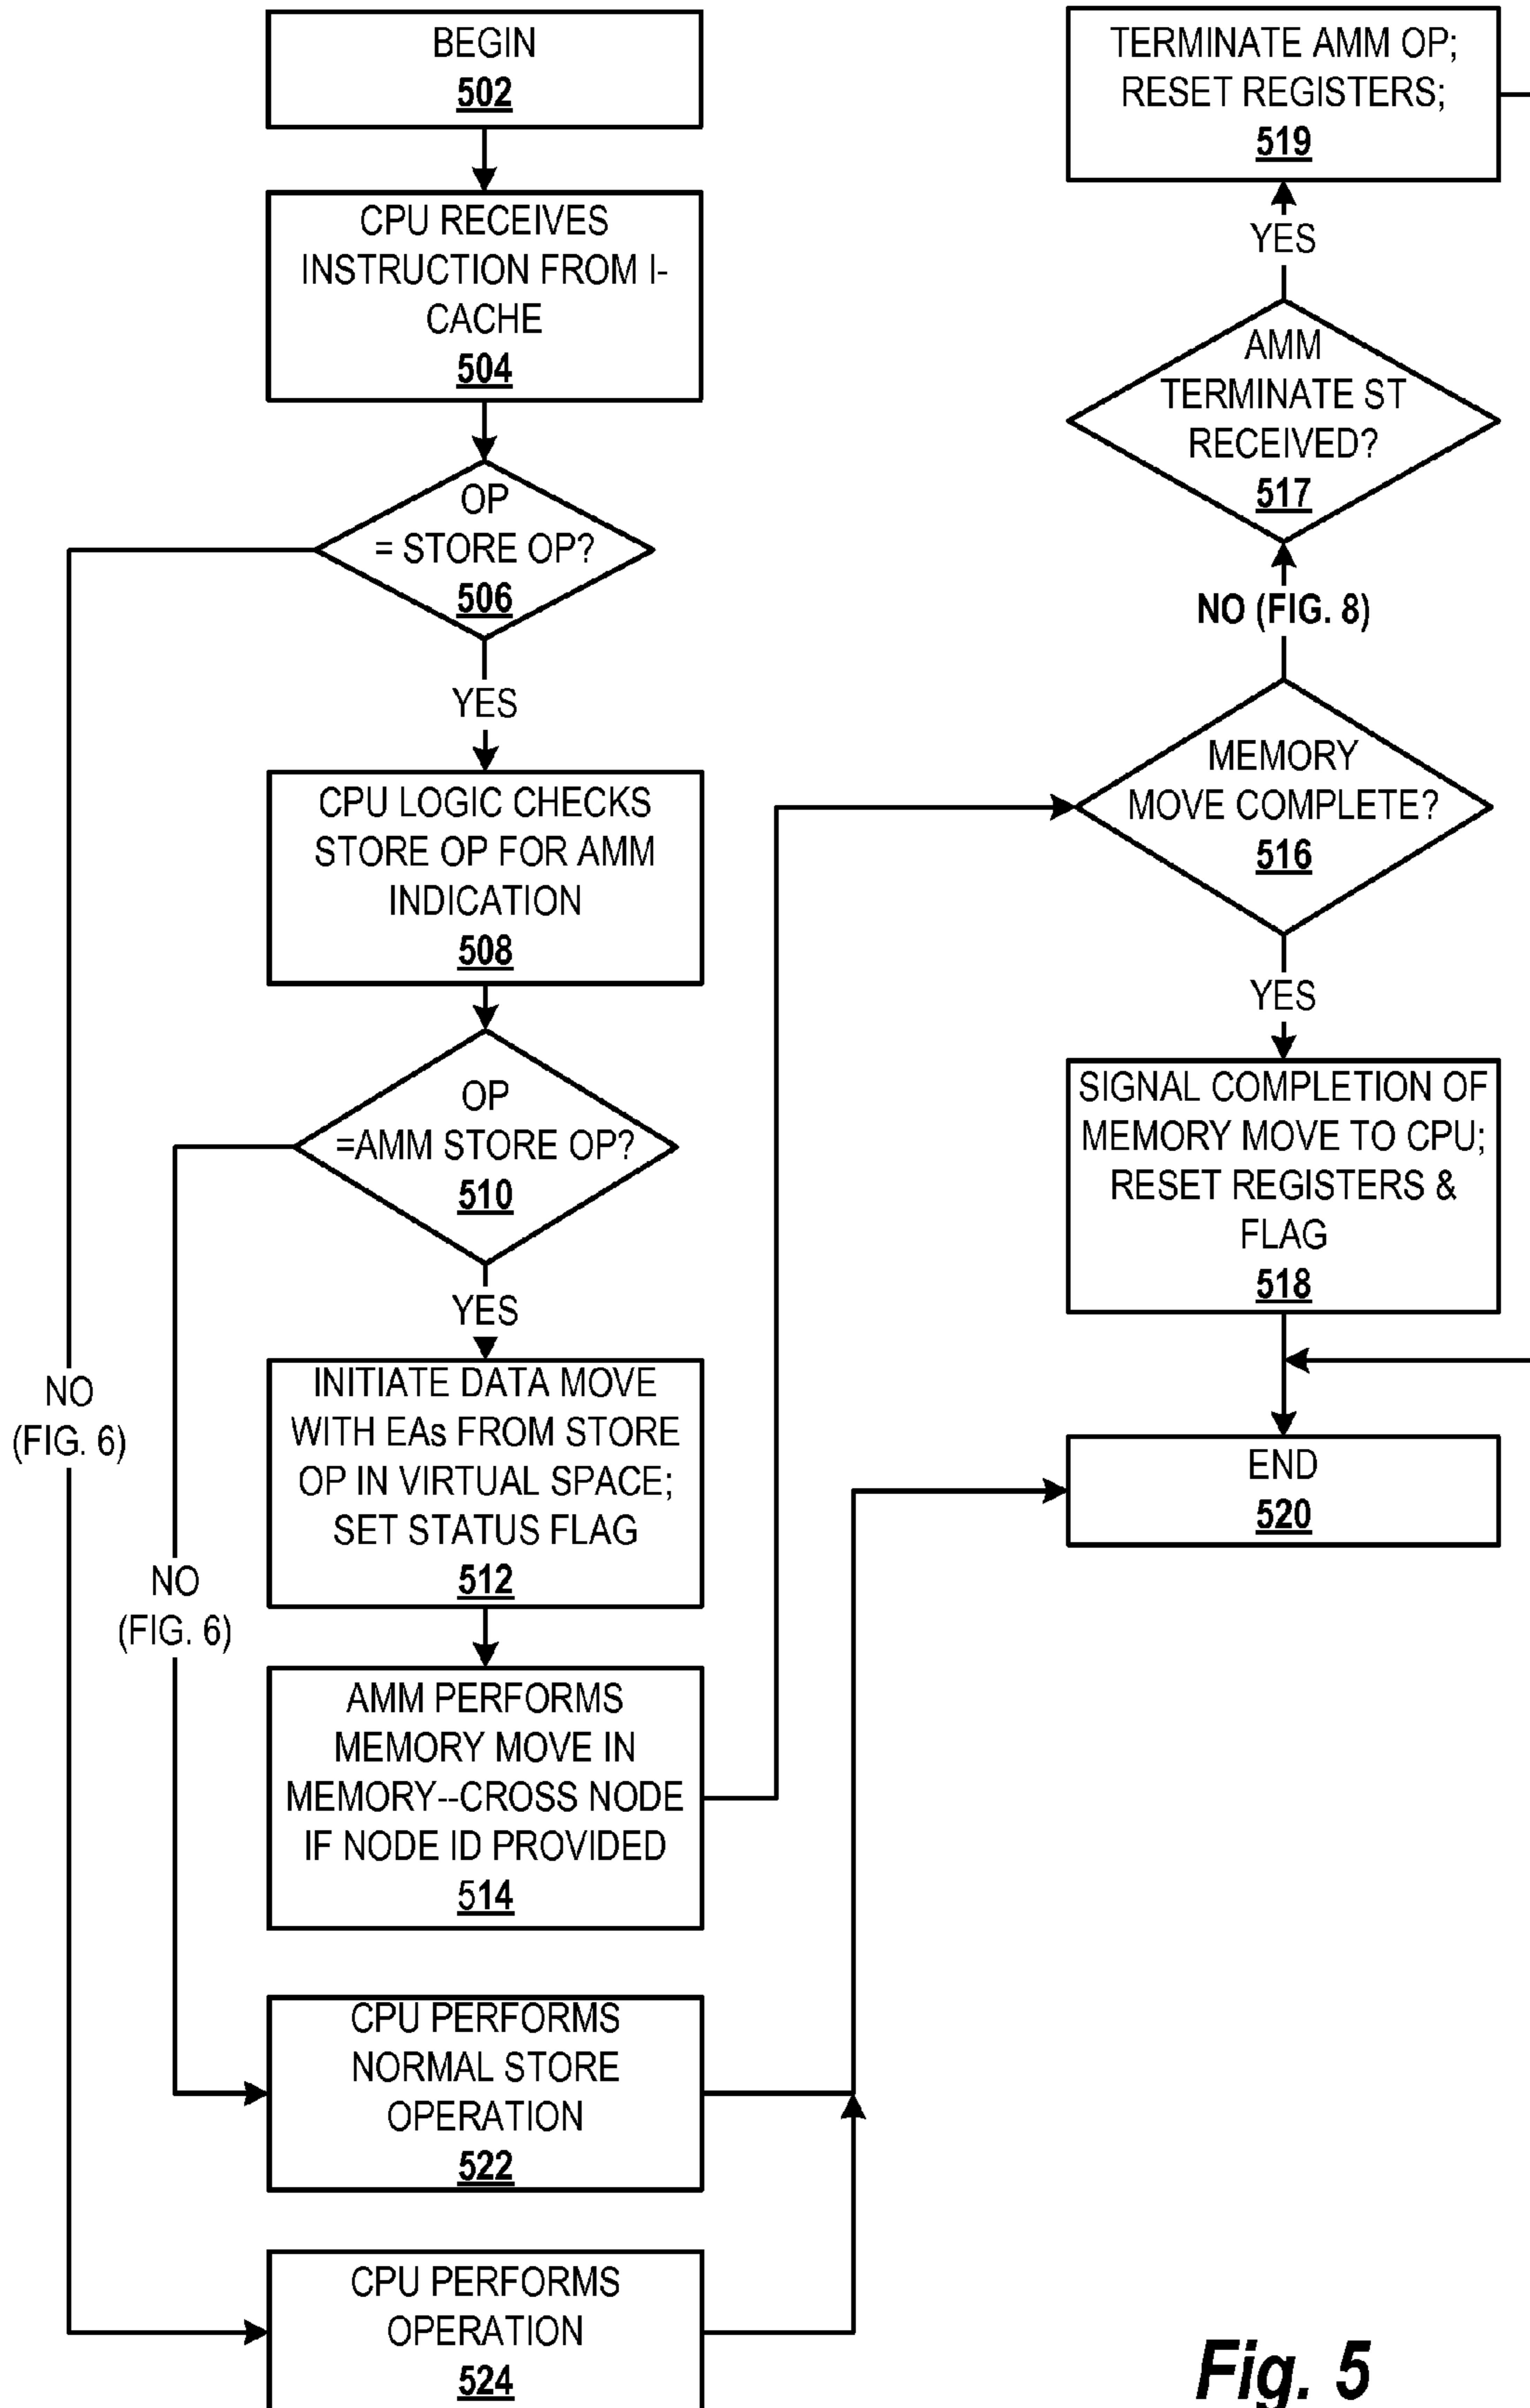 BEGIN
502
CPU RECEIVES
INSTRUCTION FROM I-
CACHE
504
OP
= STORE OP?
506
YES
CPU LOGIC CHECKS
STORE OP FOR AMM
INDICATION
508
OP
=AMM STORE OP?
510
YES
INITIATE DATA MOVE
WITH EAs FROM STORE
OP IN VIRTUAL SPACE;
SET STATUS FLAG
512
NO
(FIG. 6)
NO
(FIG. 6)
AMM PERFORMS
MEMORY MOVE IN
MEMORY--CROSS NODE
IF NODE ID PROVIDED
514
CPU PERFORMS
NORMAL STORE
OPERATION
522
CPU PERFORMS
OPERATION
524
TERMINATE AMM OP;
RESET REGISTERS;
519
YES
AMM
TERMINATE ST
RECEIVED?
517
NO (FIG. 8)
MEMORY
MOVE COMPLETE?
516
YES
SIGNAL COMPLETION OF
MEMORY MOVE TO CPU;
RESET REGISTERS &
FLAG
518
END
520
Fig. 5